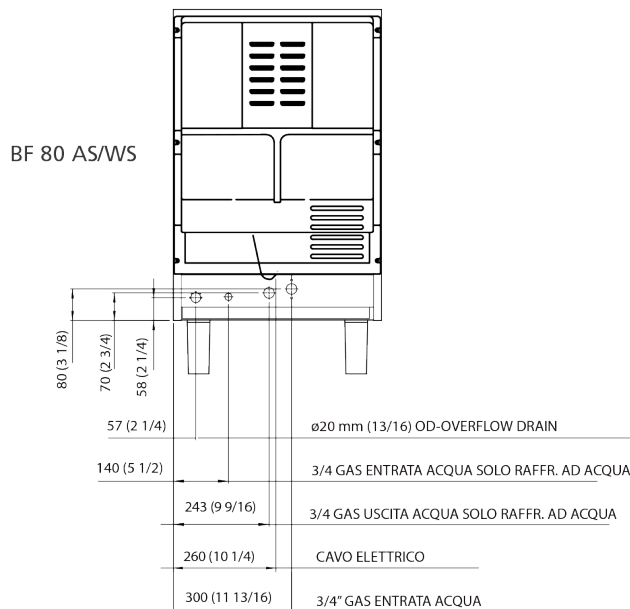 BF 80 AS/WS
80 (3 1/8)
70 (2 3/4)
58 (2 1/4)
57 (2 1/4)
ø20 mm (13/16) OD-OVERFLOW DRAIN
140 (5 1/2)
3/4 GAS ENTRATA ACQUA SOLO RAFFR. AD ACQUA
243 (9 9/16)
3/4 GAS USCITA ACQUA SOLO RAFFR. AD ACQUA
260 (10 1/4)
CAVO ELETTRICO
300 (11 13/16)
3/4" GAS ENTRATA ACQUA